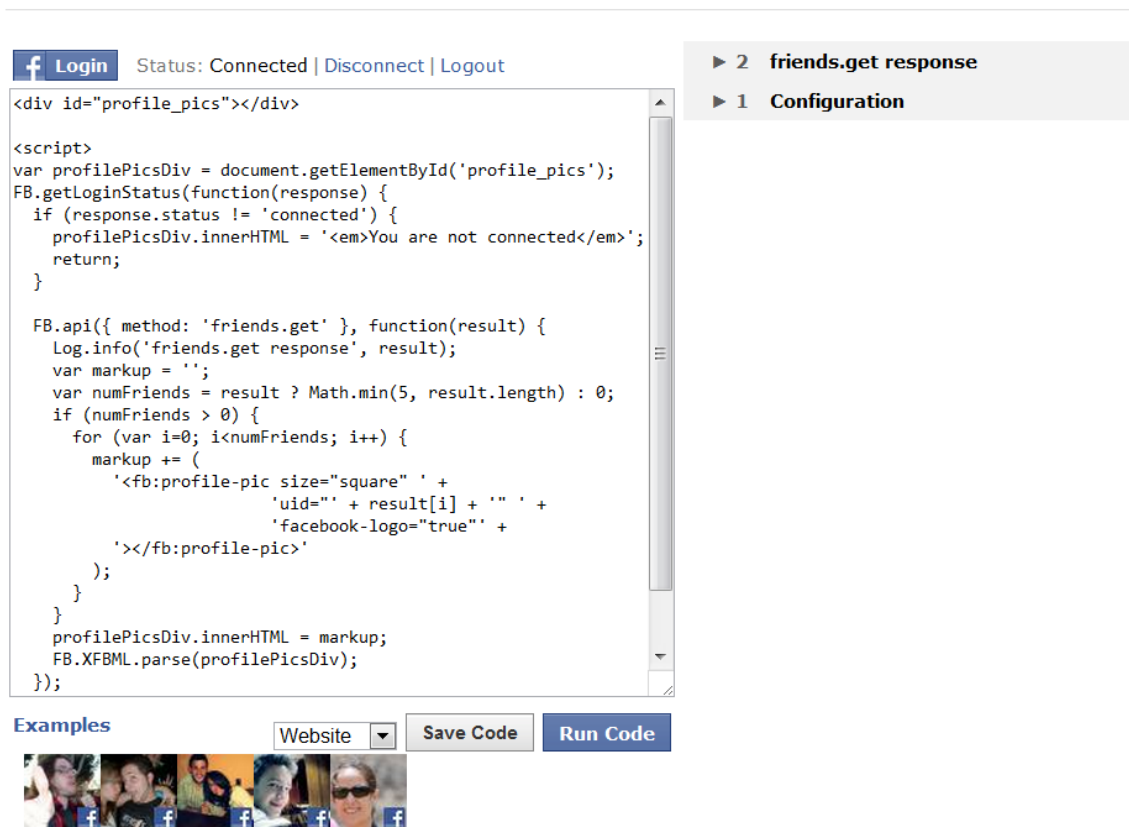 f Login Status: Connected | Disconnect | Logout
<div id="profile_pics"></div>
<script>
var profilePicsDiv = document.getElementById('profile_pics');
FB.getLoginStatus(function(response) {
  if (response.status != 'connected') {
    profilePicsDiv.innerHTML = '<em>You are not connected</em>';
    return;
  }
  FB.api({ method: 'friends.get' }, function(result) {
    Log.info('friends.get response', result);
    var markup = '';
    var numFriends = result ? Math.min(5, result.length) : 0;
    if (numFriends > 0) {
      for (var i=0; i<numFriends; i++) {
        markup += (
          '<fb:profile-pic size="square" ' +
                          'uid="' + result[i] + '" ' +
                          'facebook-logo="true"' +
          '></fb:profile-pic>'
        );
      }
    }
    profilePicsDiv.innerHTML = markup;
    FB.XFBML.parse(profilePicsDiv);
  });
Examples
Website
Save Code
Run Code
f f f f f
2 friends.get response
1 Configuration